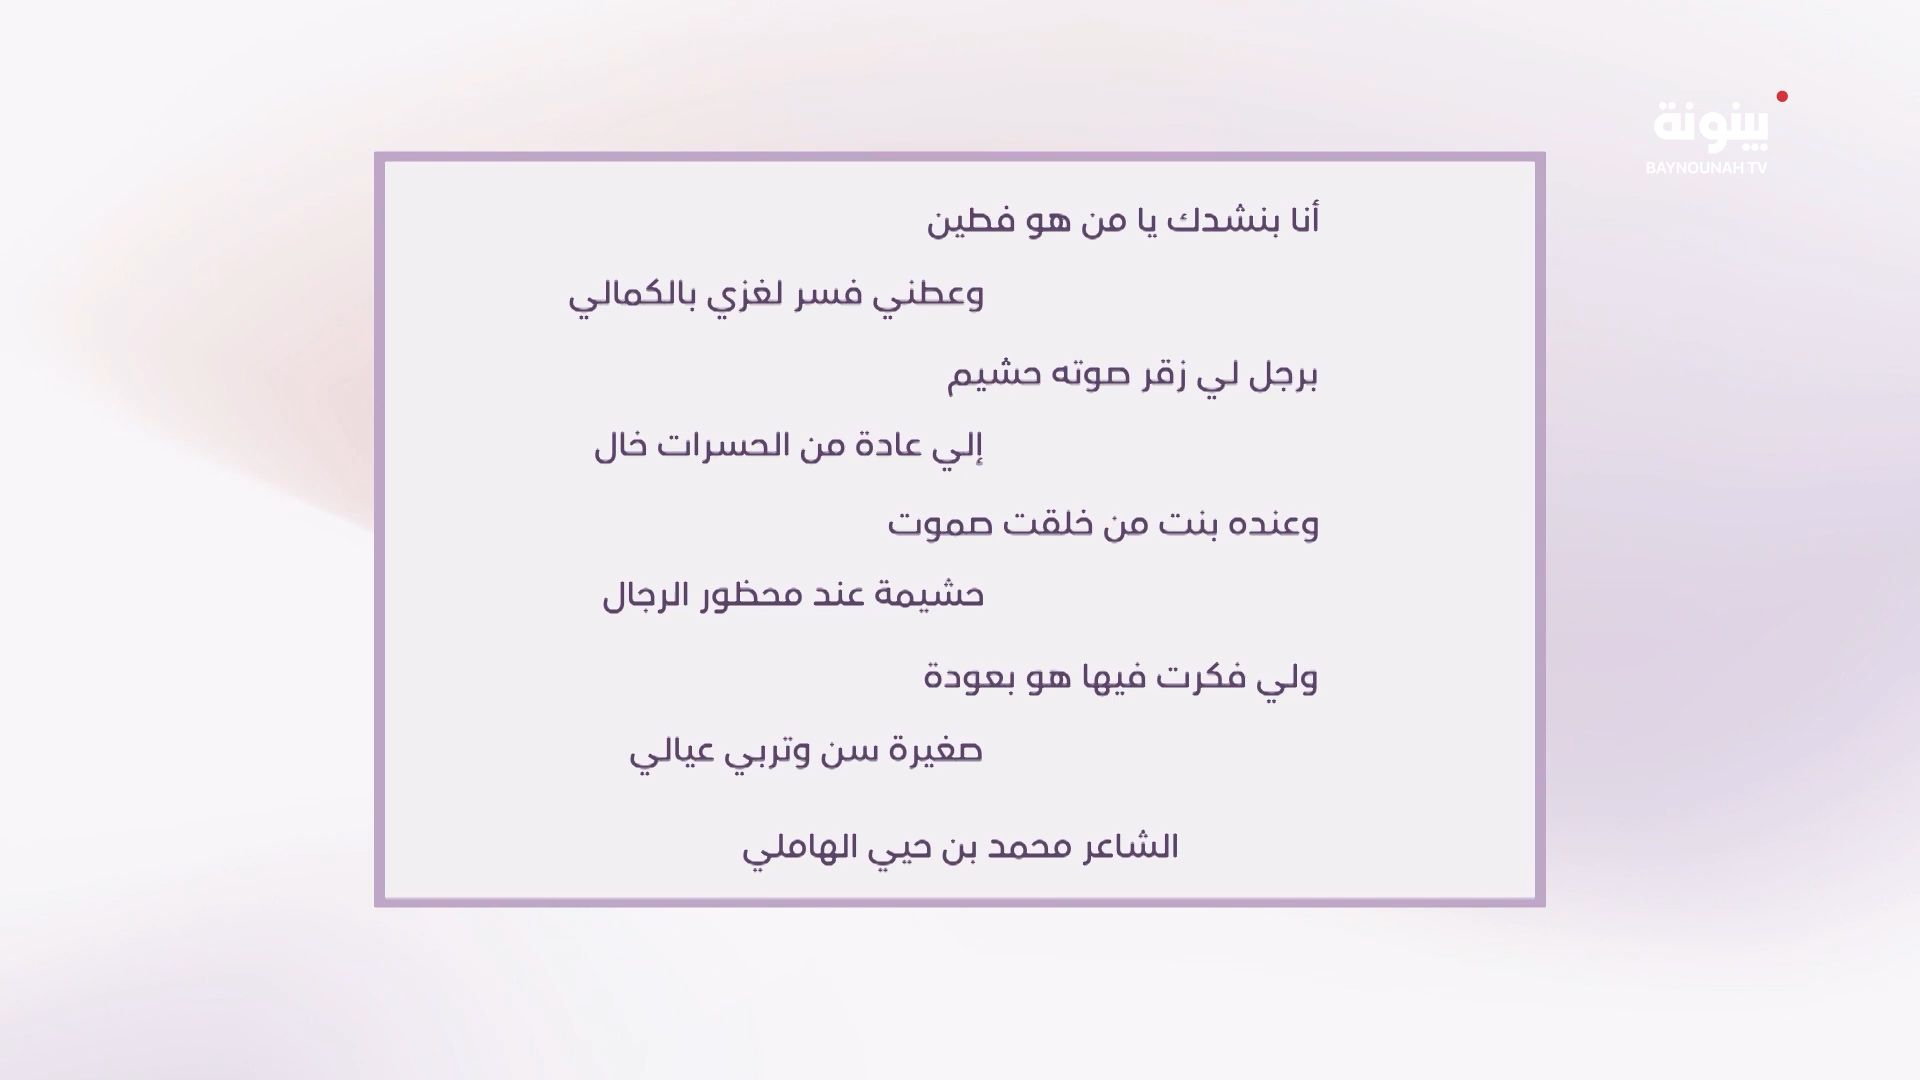 بينونة
BAYNOUNAH TV
أنا بنشدك يا من هو فطين
وعطني فسر لغزي بالكمالي
برجل لي زقر صوته حشيم
إلي عادة من الحسرات خال
وعنده بنت من خلقت صموت
حشيمة عند محظور الرجال
ولي فكرت فيها هو بعودة
صغيرة سن وتربي عيالي
الشاعر محمد بن حيي الهاملي